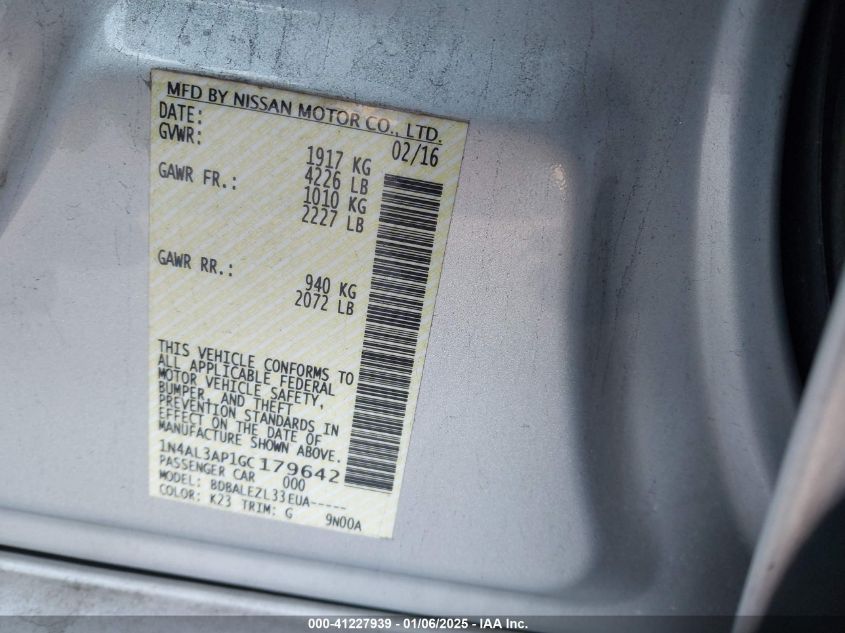 MFD BY NISSAN MOTOR CO., LTD.
DATE: 02/16
GVWR: 1917 KG
4226 LB
GAWR FR.: 1010 KG
2227 LB
GAWR RR.: 940 KG
2072 LB
THIS VEHICLE CONFORMS TO
ALL APPLICABLE FEDERAL
MOTOR VEHICLE SAFETY,
BUMPER, AND THEFT
PREVENTION STANDARDS IN
EFFECT ON THE DATE OF
MANUFACTURE SHOWN ABOVE.
1N4AL3AP1GC179642
PASSENGER CAR 000
MODEL: BDBALEZL33EUA-----
COLOR: K23 TRIM: G 9N00A
000-41227939 - 01/06/2025 - IAA Inc.